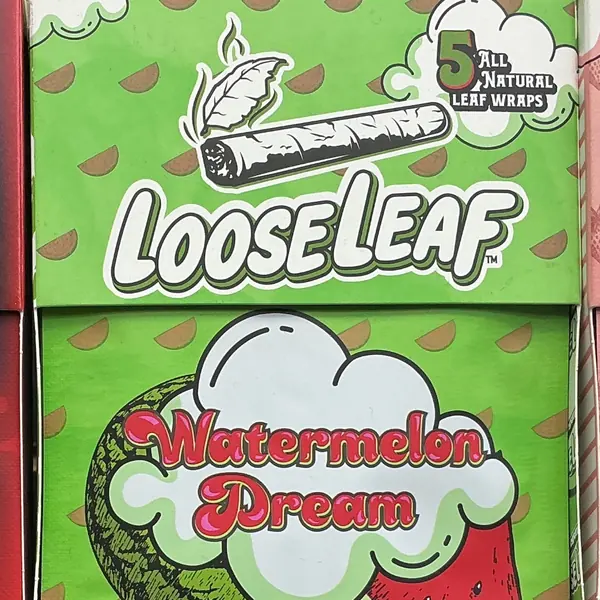 5 All
Natural
Leaf Wraps
LooseLeaf™
Watermelon
Dream